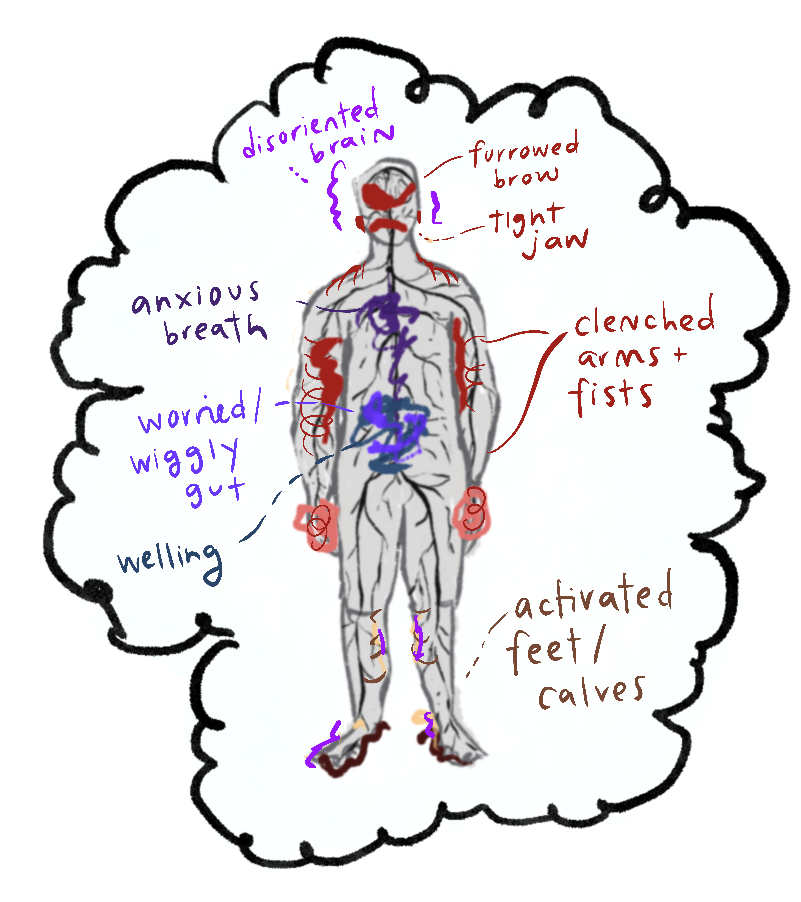 disoriented
brain
furrowed
brow
tight
jaw
anxious
breath
clenched
arms +
fists
worried/
wiggly
gut
welling
activated
feet/
calves